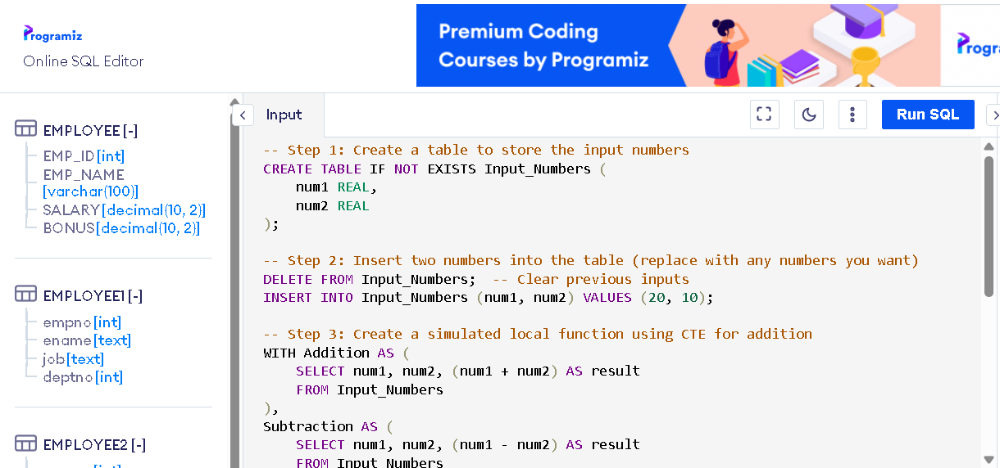 Programiz
Online SQL Editor
Premium Coding
Courses by Programiz
EMPLOYEE [-]
EMP_ID [int]
EMP_NAME
[varchar(100)]
SALARY [decimal(10, 2)]
BONUS [decimal(10, 2)]
EMPLOYEE1 [-]
empno [int]
ename [text]
job [text]
deptno [int]
EMPLOYEE2 [-]
Input
Run SQL
-- Step 1: Create a table to store the input numbers
CREATE TABLE IF NOT EXISTS Input_Numbers (
    num1 REAL,
    num2 REAL
);
-- Step 2: Insert two numbers into the table (replace with any numbers you want)
DELETE FROM Input_Numbers;  -- Clear previous inputs
INSERT INTO Input_Numbers (num1, num2) VALUES (20, 10);
-- Step 3: Create a simulated local function using CTE for addition
WITH Addition AS (
    SELECT num1, num2, (num1 + num2) AS result
    FROM Input_Numbers
),
Subtraction AS (
    SELECT num1, num2, (num1 - num2) AS result
    FROM Input_Numbers